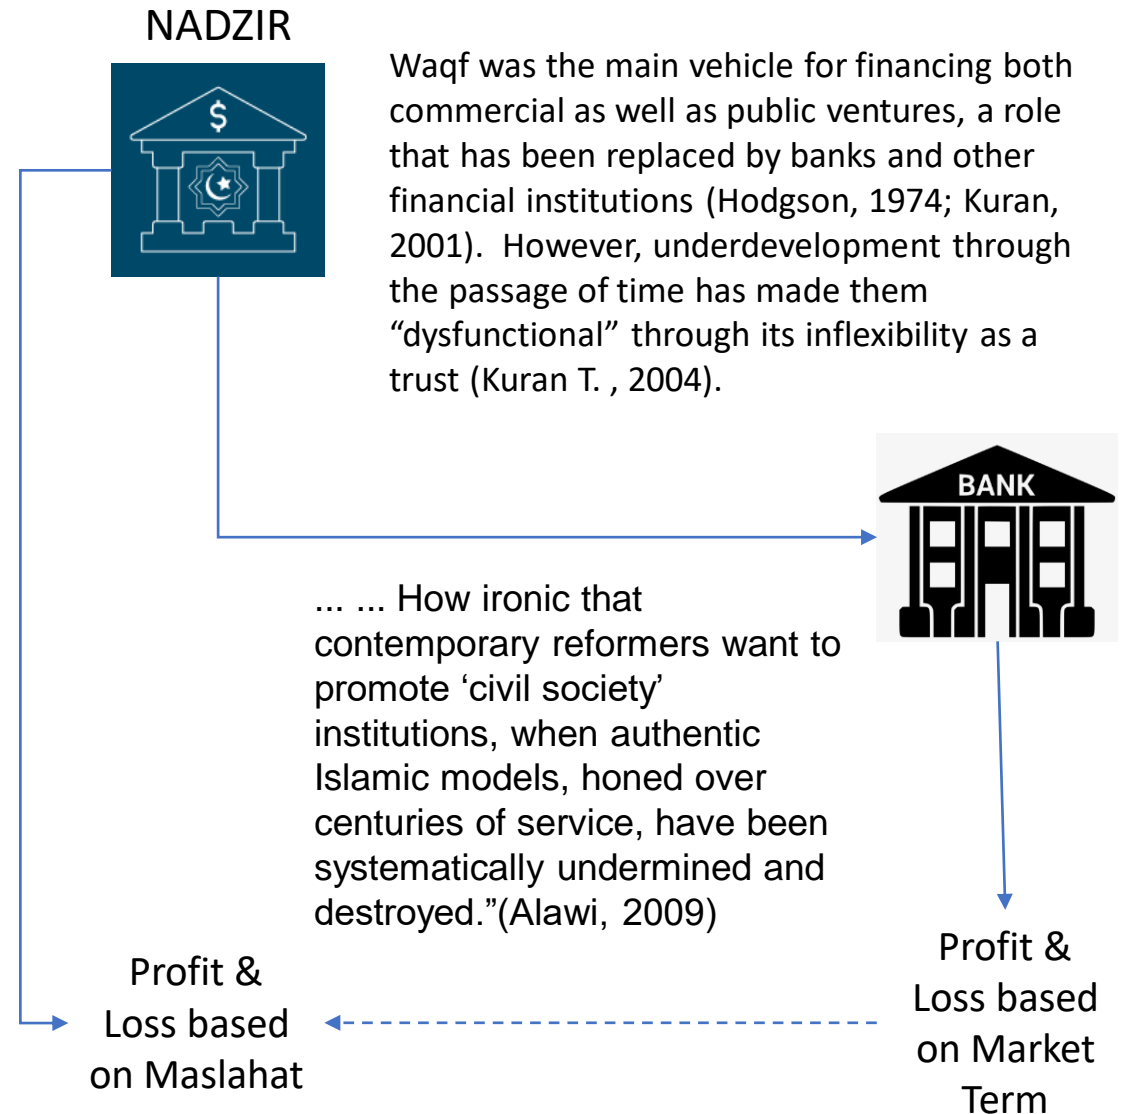 NADZIR
$
Waqf was the main vehicle for financing both
commercial as well as public ventures, a role
that has been replaced by banks and other
financial institutions (Hodgson, 1974; Kuran,
2001).  However, underdevelopment through
the passage of time has made them
“dysfunctional” through its inflexibility as a
trust (Kuran T. , 2004).
BANK
... ... How ironic that
contemporary reformers want to
promote ‘civil society’
institutions, when authentic
Islamic models, honed over
centuries of service, have been
systematically undermined and
destroyed.”(Alawi, 2009)
Profit &
Loss based
on Maslahat
Profit &
Loss based
on Market
Term